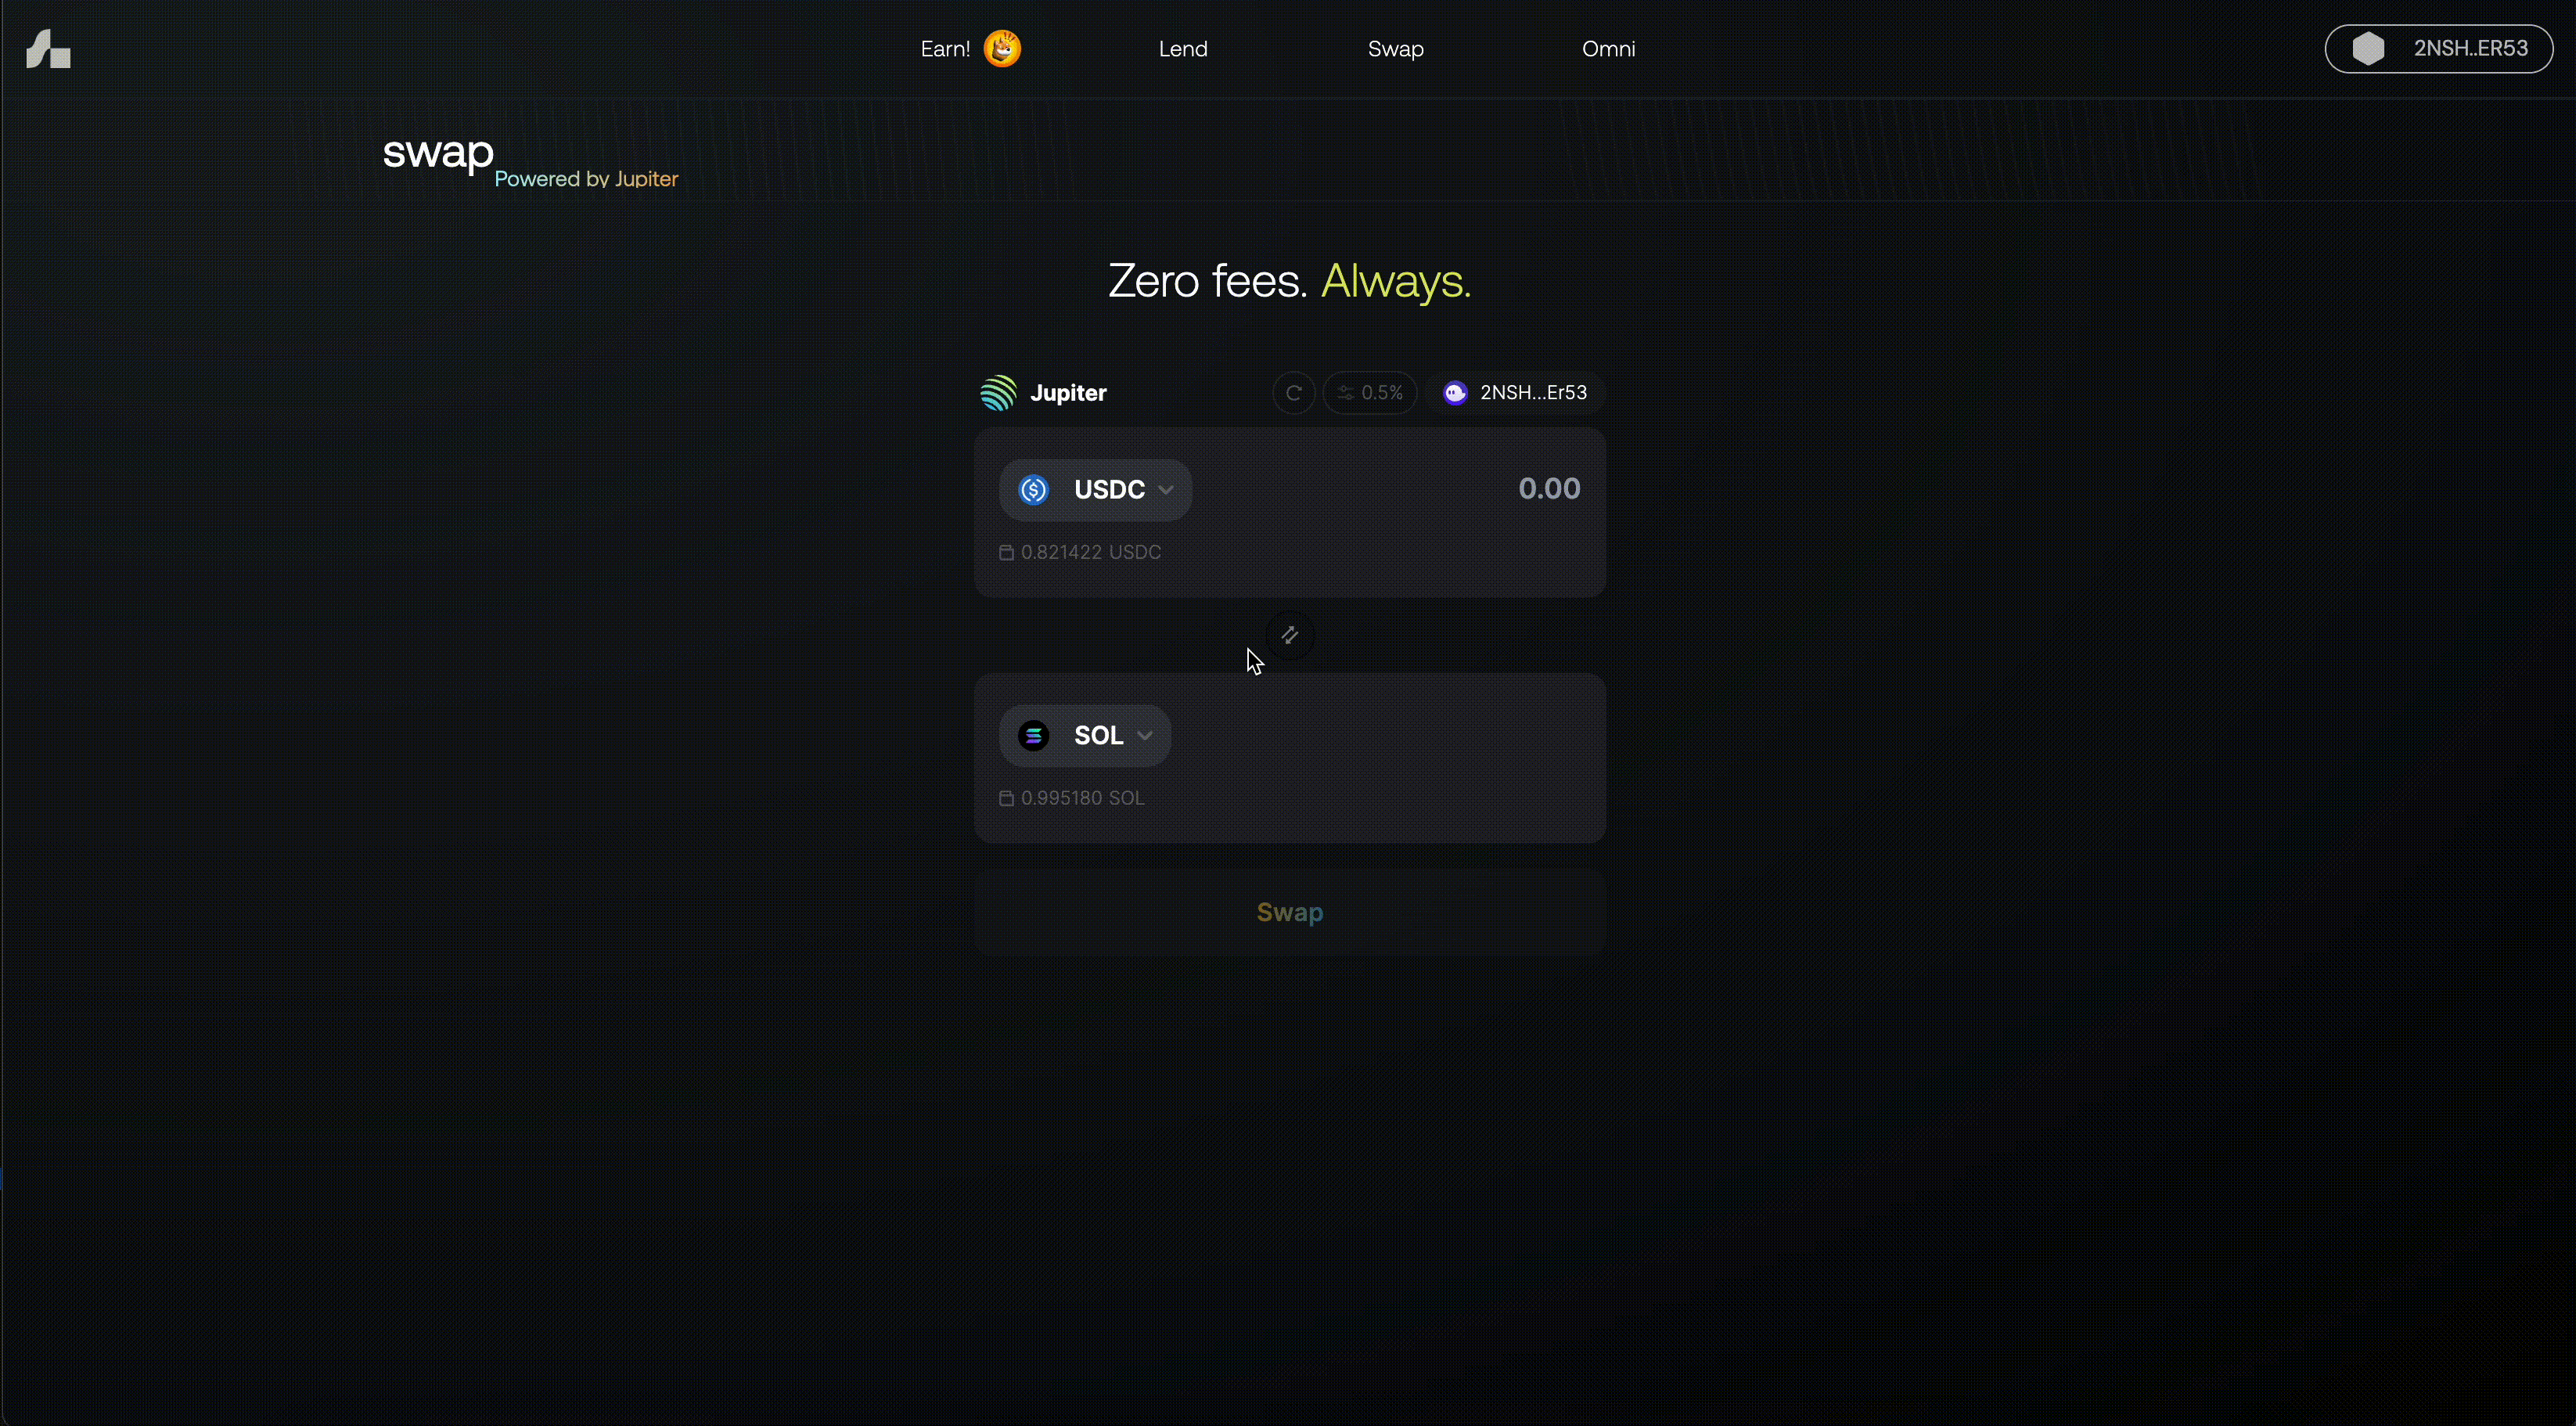 Earn! Lend Swap Omni 2NSH..ER53
swap
Powered by Jupiter
Zero fees. Always.
Jupiter 0.5% 2NSH...Er53
USDC 0.00
0.821422 USDC
SOL
0.995180 SOL
Swap